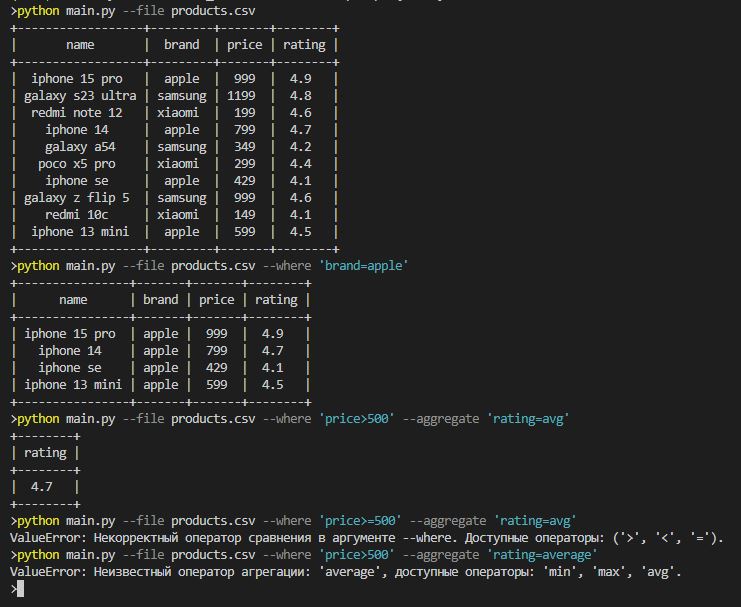 >python main.py --file products.csv
+----------------+---------+-------+--------+
|      name      |  brand  | price | rating |
+----------------+---------+-------+--------+
|  iphone 15 pro  |  apple  |  999  |  4.9   |
| galaxy s23 ultra | samsung | 1199  |  4.8   |
|  redmi note 12  | xiaomi  |  199  |  4.6   |
|    iphone 14    |  apple  |  799  |  4.7   |
|    galaxy a54   | samsung |  349  |  4.2   |
|   poco x5 pro   | xiaomi  |  299  |  4.4   |
|    iphone se    |  apple  |  429  |  4.1   |
| galaxy z flip 5 | samsung |  999  |  4.6   |
|    redmi 10c    | xiaomi  |  149  |  4.1   |
|  iphone 13 mini |  apple  |  599  |  4.5   |
+----------------+---------+-------+--------+
>python main.py --file products.csv --where 'brand=apple'
+----------------+-------+-------+--------+
|      name      | brand | price | rating |
+----------------+-------+-------+--------+
| iphone 15 pro  | apple |  999  |  4.9   |
|   iphone 14    | apple |  799  |  4.7   |
|   iphone se    | apple |  429  |  4.1   |
| iphone 13 mini | apple |  599  |  4.5   |
+----------------+-------+-------+--------+
>python main.py --file products.csv --where 'price>500' --aggregate 'rating=avg'
+--------+
| rating |
+--------+
|  4.7   |
+--------+
>python main.py --file products.csv --where 'price>=500' --aggregate 'rating=avg'
ValueError: Некорректный оператор сравнения в аргументе --where. Доступные операторы: ('>', '<', '=').
>python main.py --file products.csv --where 'price>500' --aggregate 'rating=average'
ValueError: Неизвестный оператор агрегации: 'average', доступные операторы: 'min', 'max', 'avg'.
>